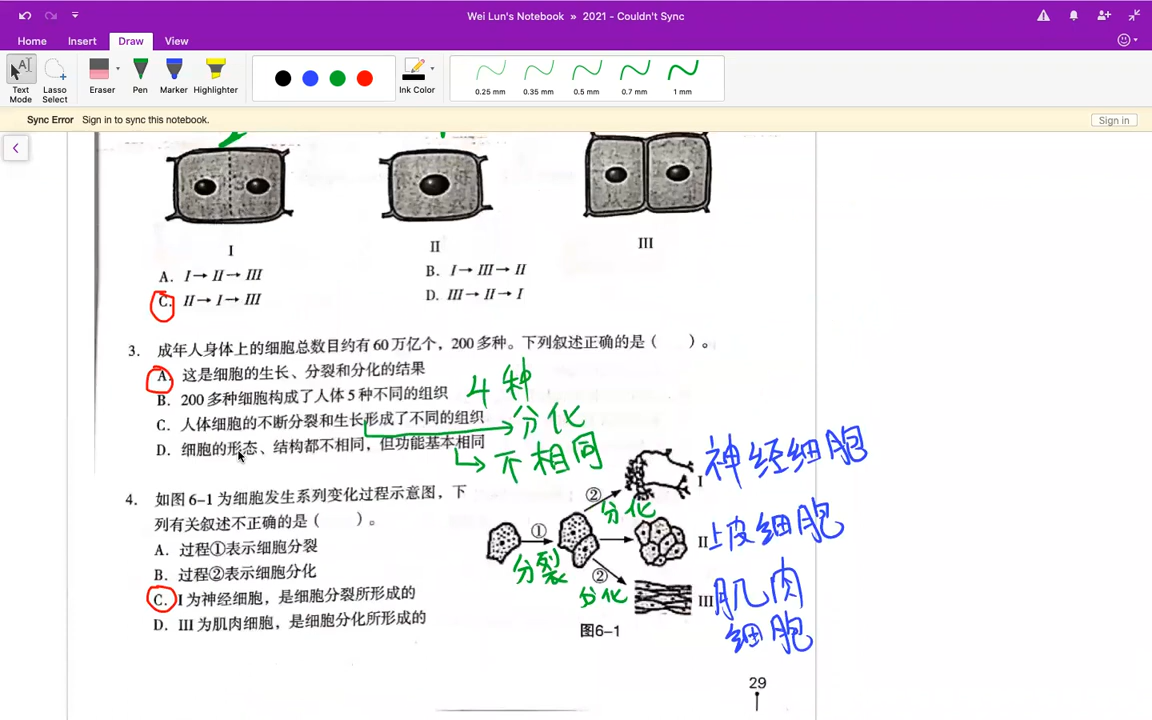 Wei Lun's Notebook » 2021 - Couldn't Sync
Home Insert Draw View
Text Mode
Lasso Select
Eraser
Pen
Marker
Highlighter
Ink Color
0.25 mm
0.35 mm
0.5 mm
0.7 mm
1 mm
Sync Error Sign in to sync this notebook.
Sign in
I
II
III
A. I→ II→ III
B. I→ III→ II
C. II→ I→ III
D. III→ II→ I
3. 成年人身体上的细胞总数目约有60万亿个，200多种。下列叙述正确的是（ ）。
A. 这是细胞的生长、分裂和分化的结果
B. 200多种细胞构成了人体5种不同的组织
4种
C. 人体细胞的不断分裂和生长形成了不同的组织
分化
D. 细胞的形态、结构都不相同，但功能基本相同
不相同
4. 如图6-1为细胞发生系列变化过程示意图，下
列有关叙述不正确的是（ ）。
A. 过程①表示细胞分裂
B. 过程②表示细胞分化
C. I为神经细胞，是细胞分裂所形成的
D. III为肌肉细胞，是细胞分化所形成的
①
分裂
②
分化
②
分化
I
神经细胞
II
上皮细胞
III
肌肉
细胞
图6-1
29